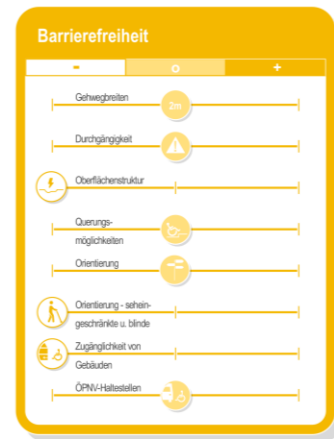 Barrierefreiheit
- o +
Gehwegbreiten
2m
Durchgängigkeit
Oberflächenstruktur
Querungs-
möglichkeiten
Orientierung
Orientierung - sehein-
geschränkte u. blinde
Zugänglichkeit von
Gebäuden
ÖPNV-Haltestellen